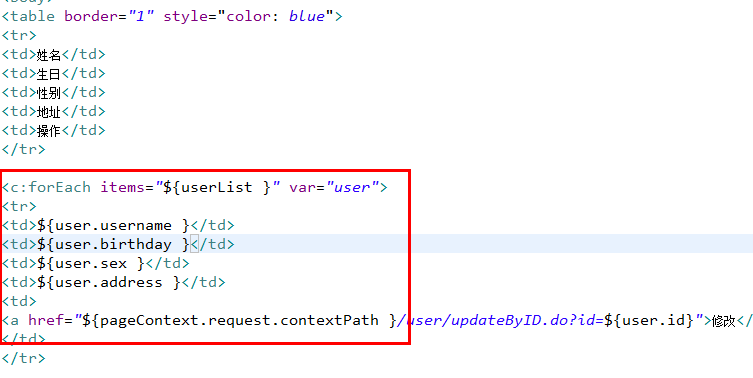 <body>
<table border="1" style="color: blue">
<tr>
<td>姓名</td>
<td>生日</td>
<td>性别</td>
<td>地址</td>
<td>操作</td>
</tr>
<c:forEach items="${userList }" var="user">
<tr>
<td>${user.username }</td>
<td>${user.birthday }</td>
<td>${user.sex }</td>
<td>${user.address }</td>
<td>
<a href="${pageContext.request.contextPath }/user/updateByID.do?id=${user.id}">修改</
</td>
</tr>